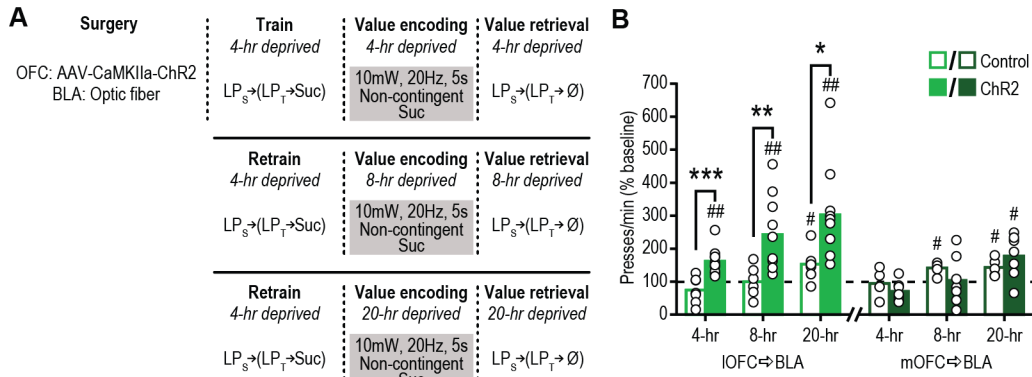 A
Surgery
OFC: AAV-CaMKIIa-ChR2
BLA: Optic fiber
Train
4-hr deprived
LPS→(LPT→Suc)
Value encoding
4-hr deprived
10mW, 20Hz, 5s
Non-contingent
Suc
Value retrieval
4-hr deprived
LPS→(LPT→Ø)
Retrain
4-hr deprived
LPS→(LPT→Suc)
Value encoding
8-hr deprived
10mW, 20Hz, 5s
Non-contingent
Suc
Value retrieval
8-hr deprived
LPS→(LPT→Ø)
Retrain
4-hr deprived
LPS→(LPT→Suc)
Value encoding
20-hr deprived
10mW, 20Hz, 5s
Non-contingent
Suc
Value retrieval
20-hr deprived
LPS→(LPT→Ø)
B
Presses/min (% baseline)
700
600
500
400
300
200
100
0
***
##
**
##
*
##
#
#
#
#
/ Control
/ ChR2
4-hr
8-hr
20-hr
4-hr
8-hr
20-hr
lOFC⇨BLA
mOFC⇨BLA